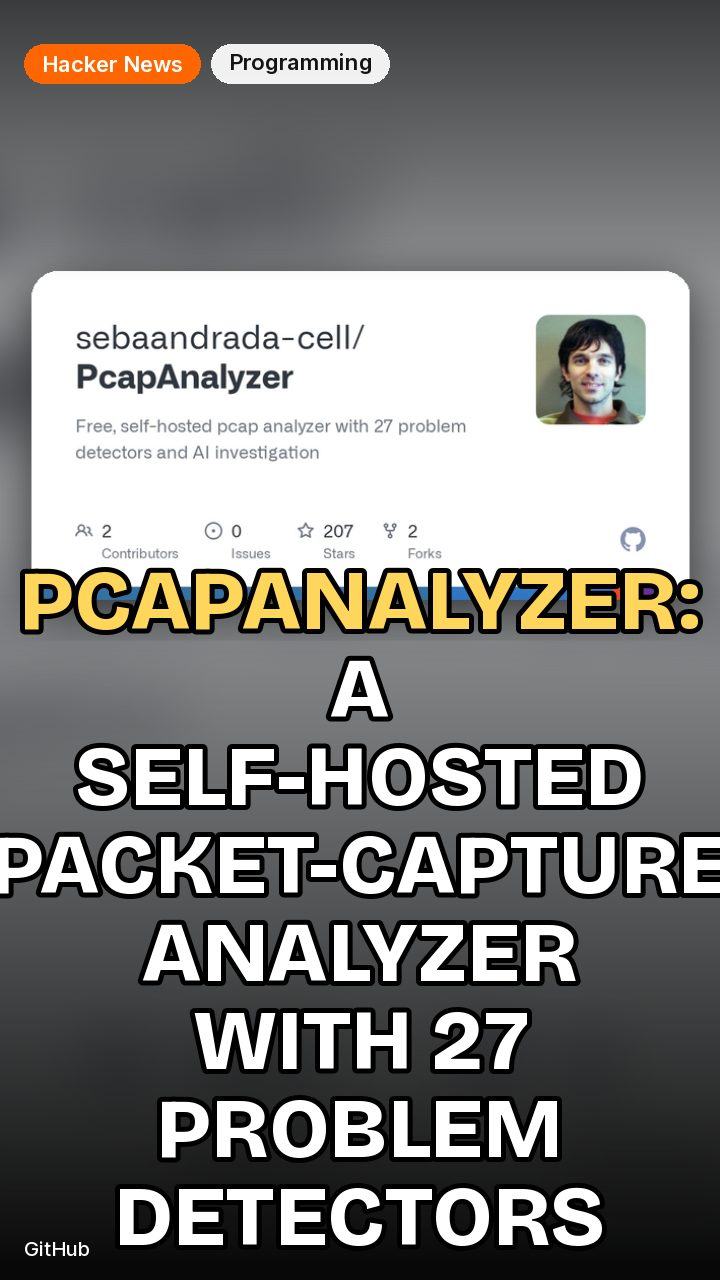 Hacker News
Programming
sebaandrada-cell/
PcapAnalyzer
Free, self-hosted pcap analyzer with 27 problem
detectors and AI investigation
2
Contributors
0
Issues
207
Stars
2
Forks
PCAPANALYZER:
A
SELF-HOSTED
PACKET-CAPTURE
ANALYZER
WITH 27
PROBLEM
DETECTORS
GitHub